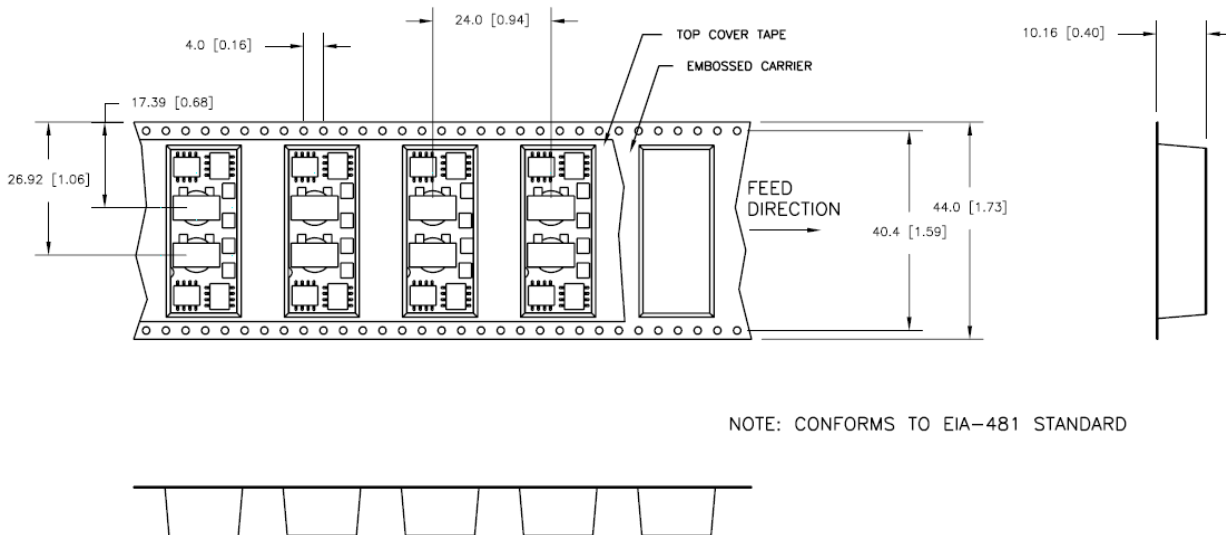 24.0 [0.94]
4.0 [0.16]
TOP COVER TAPE
10.16 [0.40]
EMBOSSED CARRIER
17.39 [0.68]
26.92 [1.06]
FEED
DIRECTION
44.0 [1.73]
40.4 [1.59]
NOTE: CONFORMS TO EIA-481 STANDARD